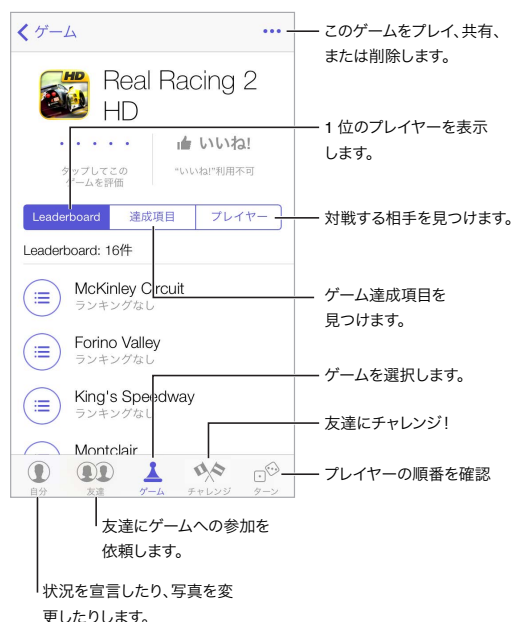 ゲーム
このゲームをプレイ、共有、
または削除します。
Real Racing 2
HD
いいね!
1 位のプレイヤーを表示
します。
タップしてこの
ゲームを評価
"いいね!"利用不可
Leaderboard
達成項目
プレイヤー
対戦する相手を見つけます。
Leaderboard: 16件
McKinley Circuit
ランキングなし
ゲーム達成項目を
見つけます。
Forino Valley
ランキングなし
ゲームを選択します。
King's Speedway
ランキングなし
友達にチャレンジ!
Montclair
プレイヤーの順番を確認
自分
友達
ゲーム
チャレンジ
ターン
友達にゲームへの参加を
依頼します。
状況を宣言したり、写真を変
更したりします。